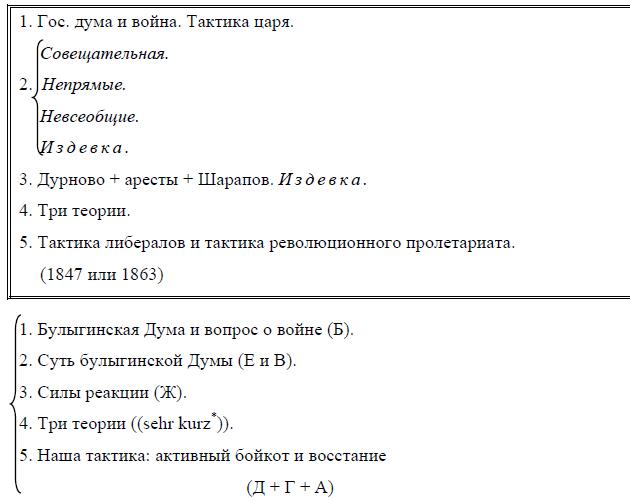 1. Гос. дума и война. Тактика царя.
Совещательная.
2. Непрямые.
Невсеобщие.
Издевка.
3. Дурново + аресты + Шарапов. Издевка.
4. Три теории.
5. Тактика либералов и тактика революционного пролетариата.
(1847 или 1863)
1. Булыгинская Дума и вопрос о войне (Б).
2. Суть булыгинской Думы (Е и В).
3. Силы реакции (Ж).
4. Три теории ((sehr kurz*)).
5. Наша тактика: активный бойкот и восстание
(Д + Г + А)